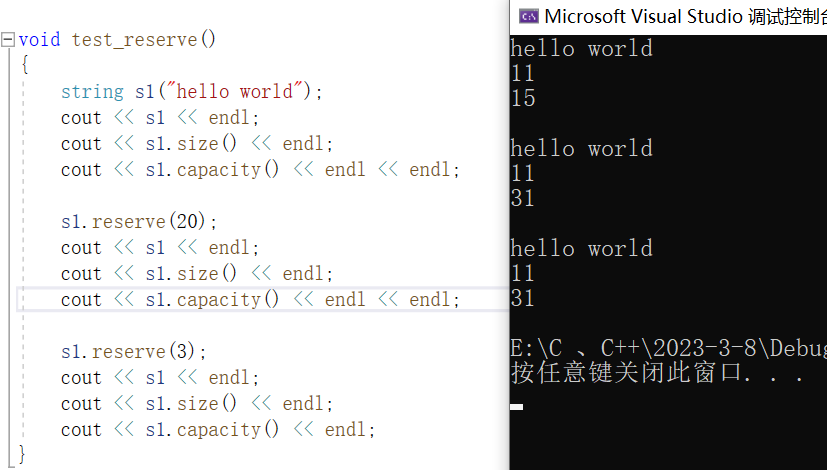 void test_reserve()
{
string s1("hello world");
cout << s1 << endl;
cout << s1.size() << endl;
cout << s1.capacity() << endl << endl;
s1.reserve(20);
cout << s1 << endl;
cout << s1.size() << endl;
cout << s1.capacity() << endl << endl;
s1.reserve(3);
cout << s1 << endl;
cout << s1.size() << endl;
cout << s1.capacity() << endl;
}
Microsoft Visual Studio 调试控制台
hello world
11
15
hello world
11
31
hello world
11
31
E:\C 、C++\2023-3-8\Debug
按任意键关闭此窗口. . .